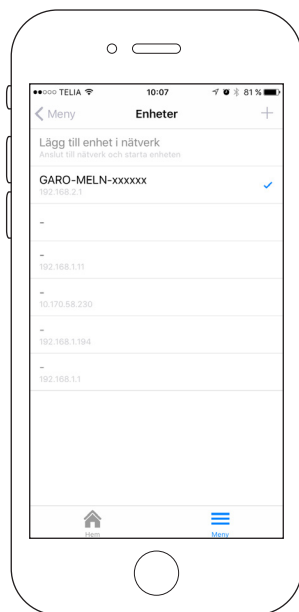 TELIA 10:07 81 %
Meny Enheter
Lägg till enhet i nätverk
Anslut till nätverk och starta enheten
GARO-MELN-xxxxxx
192.168.2.1
-
-
192.168.1.11
-
10.170.58.230
-
192.168.1.194
-
192.168.1.1
Hem Meny